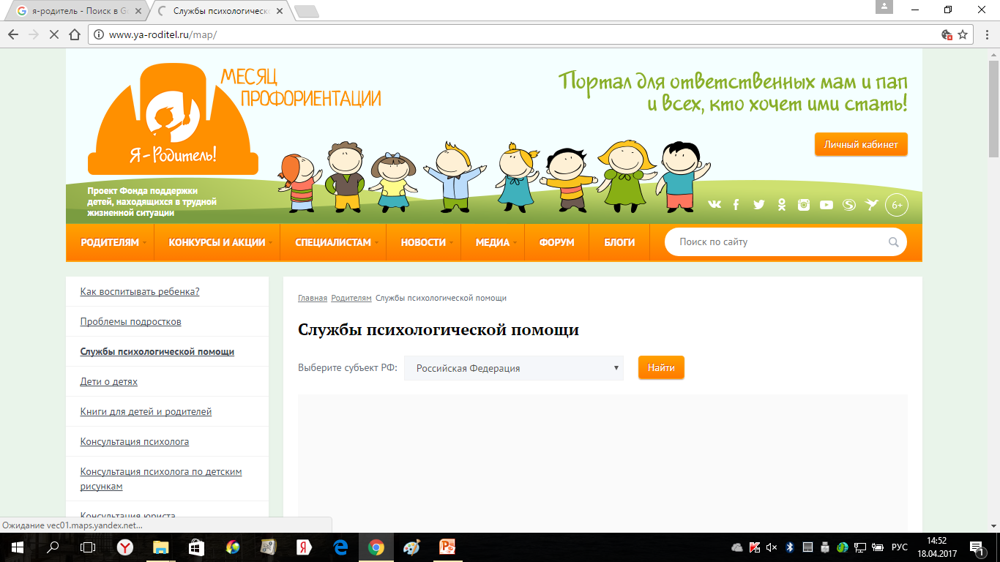 я-родитель - Поиск в Go
Службы психологическо
www.ya-roditel.ru/map/
МЕСЯЦ
ПРОФОРИЕНТАЦИИ
Я - Родитель!
Проект Фонда поддержки
детей, находящихся в трудной
жизненной ситуации
Портал для ответственных мам и пап
и всех, кто хочет ими стать!
Личный кабинет
6+
РОДИТЕЛЯМ
КОНКУРСЫ И АКЦИИ
СПЕЦИАЛИСТАМ
НОВОСТИ
МЕДИА
ФОРУМ
БЛОГИ
Поиск по сайту
Как воспитывать ребенка?
Проблемы подростков
Службы психологической помощи
Дети о детях
Книги для детей и родителей
Консультация психолога
Консультация психолога по детским
рисункам
Консультация юриста
Главная Родителям Службы психологической помощи
Службы психологической помощи
Выберите субъект РФ:
Российская Федерация
Найти
Ожидание vec01.maps.yandex.net...
РУС
14:52
18.04.2017
1